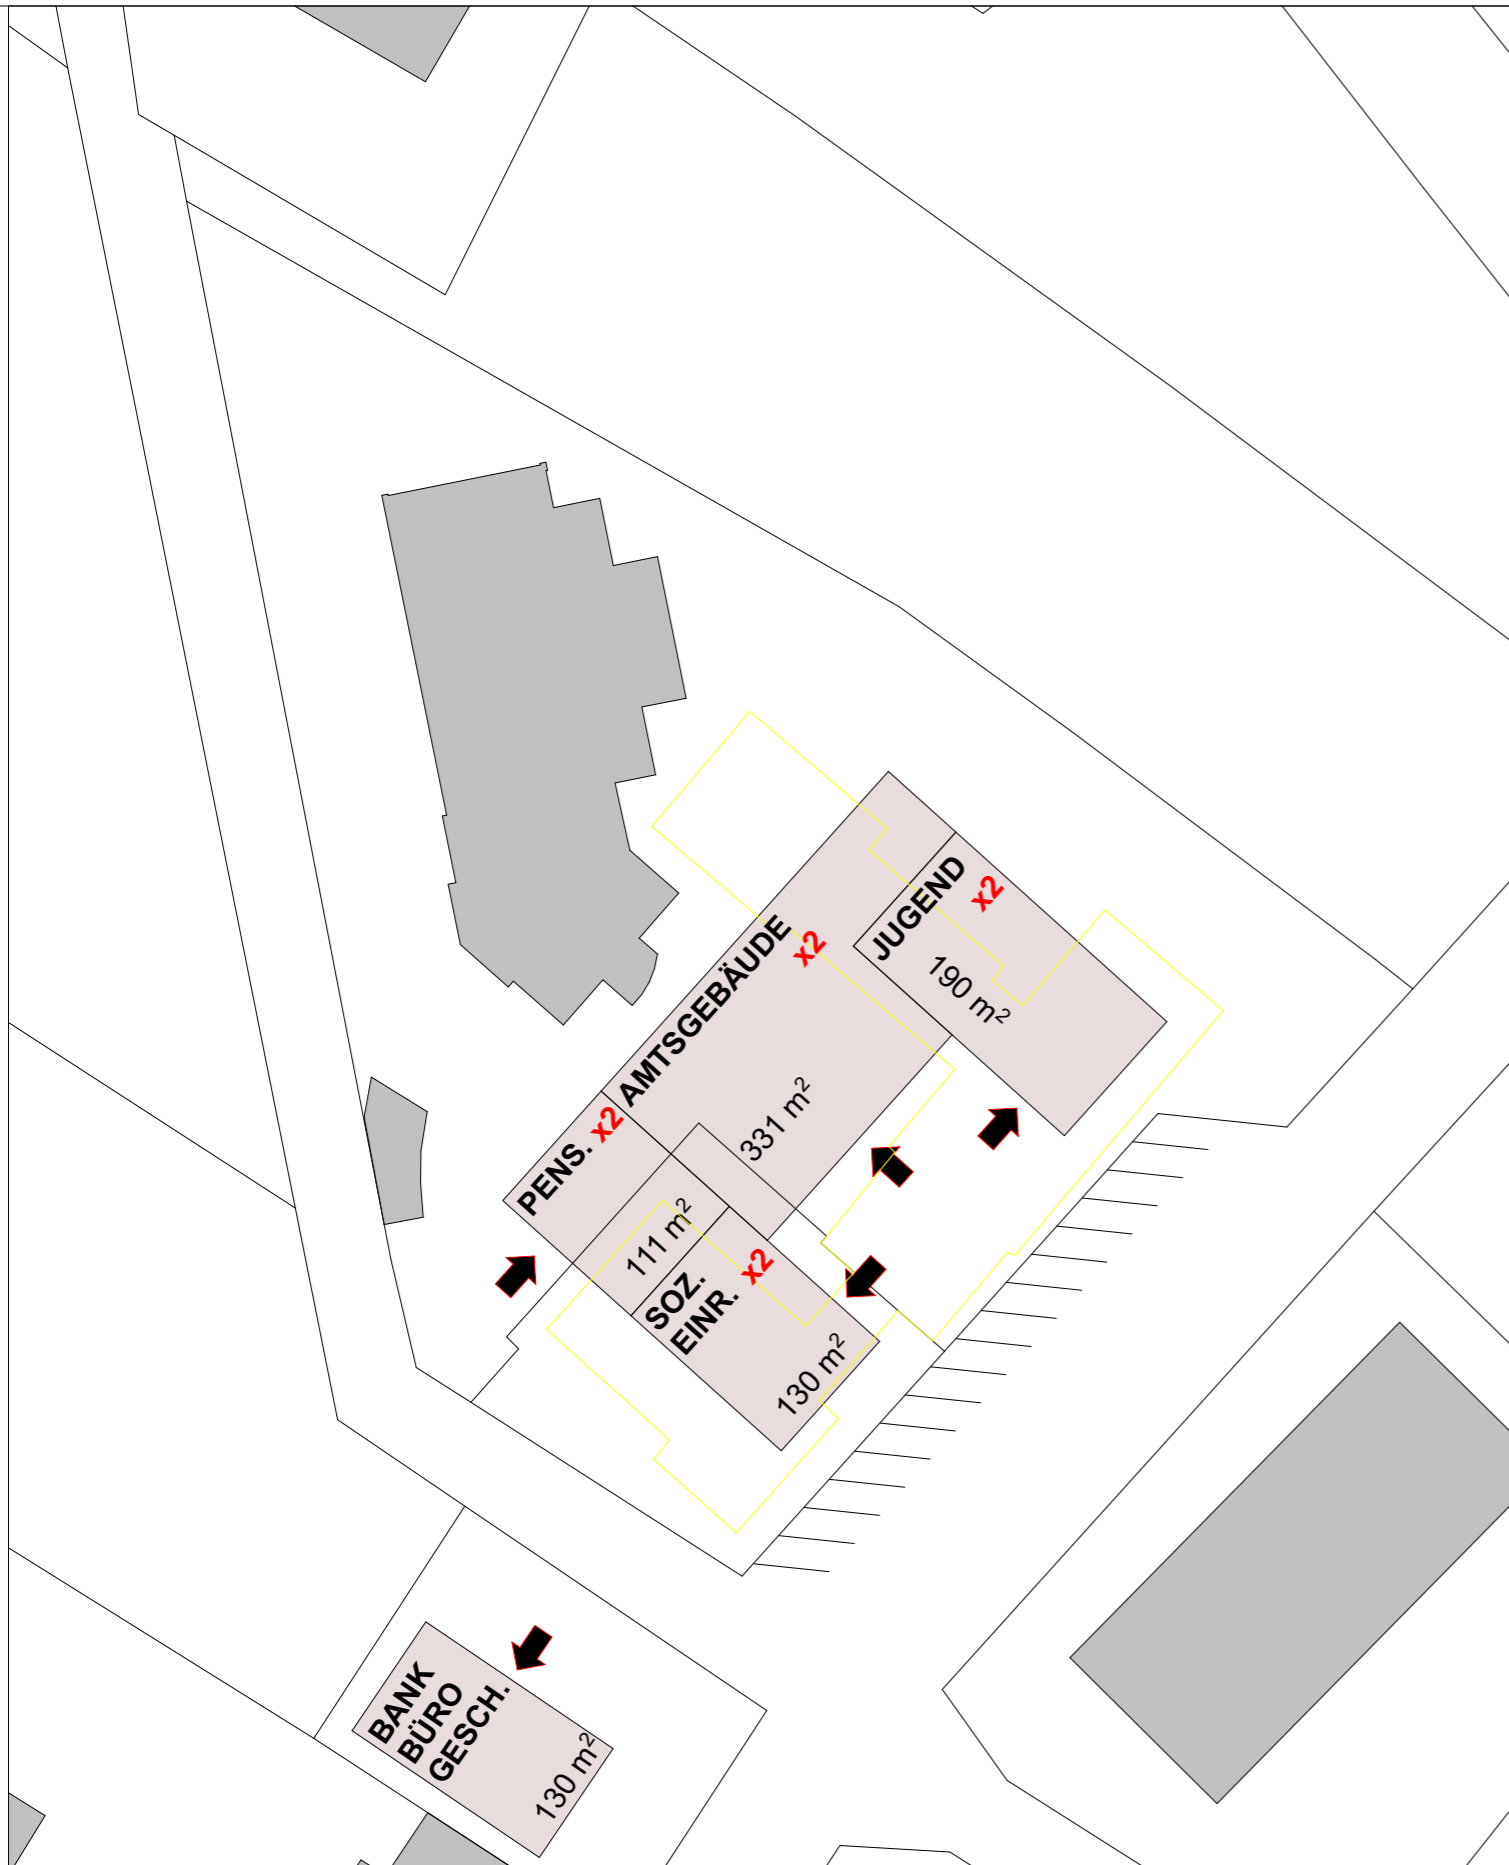 JUGEND
x2
190 m²
AMTSGEBÄUDE
x2
331 m²
PENS. x2
111 m²
SOZ.
EINR.
x2
130 m²
BANK
BÜRO
GESCH.
130 m²